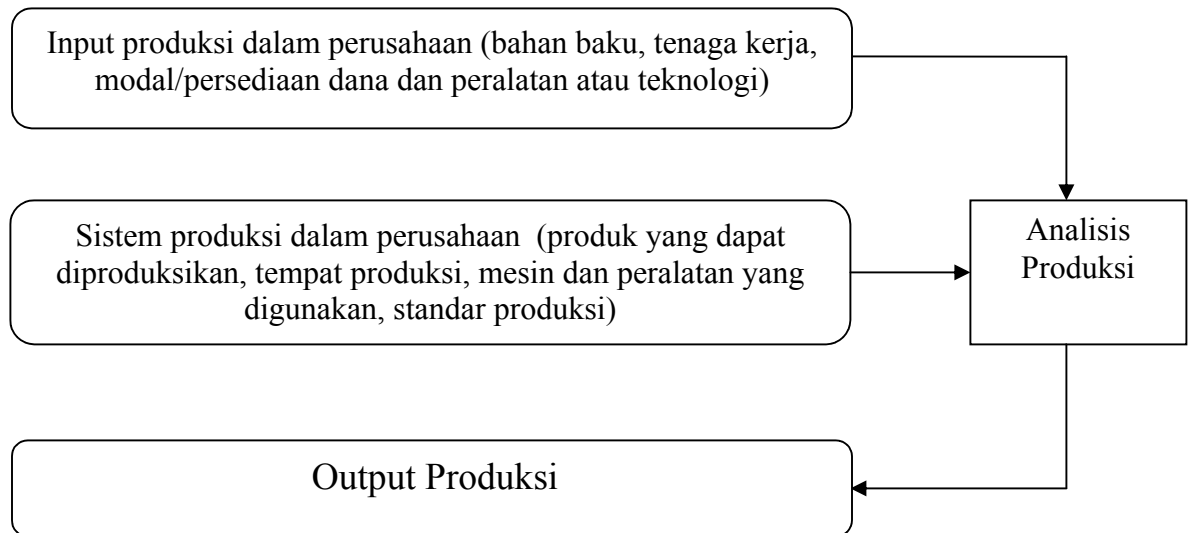 Input produksi dalam perusahaan (bahan baku, tenaga kerja,
modal/persediaan dana dan peralatan atau teknologi)
Sistem produksi dalam perusahaan (produk yang dapat
diproduksikan, tempat produksi, mesin dan peralatan yang
digunakan, standar produksi)
Analisis
Produksi
Output Produksi